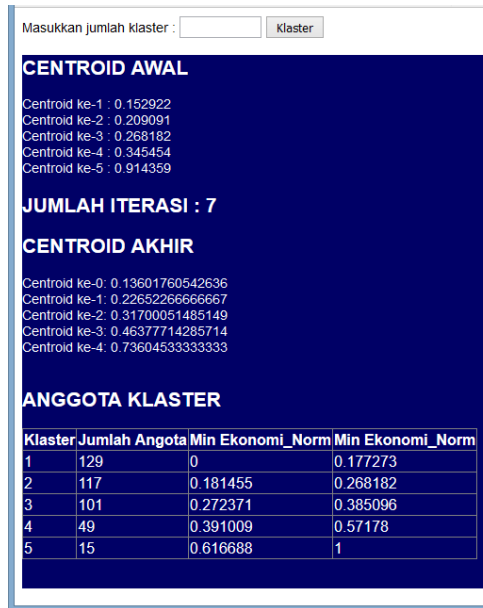 Masukkan jumlah klaster : Klaster
CENTROID AWAL
Centroid ke-1 : 0.152922
Centroid ke-2 : 0.209091
Centroid ke-3 : 0.268182
Centroid ke-4 : 0.345454
Centroid ke-5 : 0.914359
JUMLAH ITERASI : 7
CENTROID AKHIR
Centroid ke-0: 0.13601760542636
Centroid ke-1: 0.22652266666667
Centroid ke-2: 0.31700051485149
Centroid ke-3: 0.46377714285714
Centroid ke-4: 0.73604533333333
ANGGOTA KLASTER
Klaster Jumlah Angota Min Ekonomi_Norm Min Ekonomi_Norm
1 129 0 0.177273
2 117 0.181455 0.268182
3 101 0.272371 0.385096
4 49 0.391009 0.57178
5 15 0.616688 1